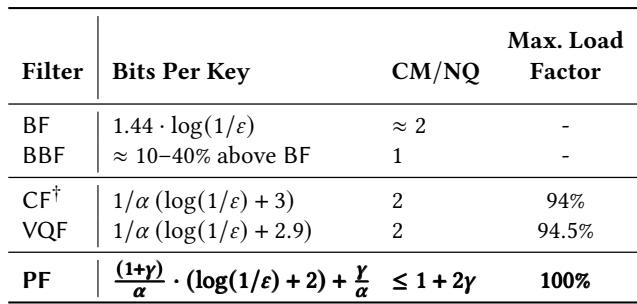 Filter Bits Per Key CM/NQ Max. Load Factor
BF 1.44 · log(1/ε) ≈ 2 -
BBF ≈ 10–40% above BF 1 -
CF† 1/α (log(1/ε) + 3) 2 94%
VQF 1/α (log(1/ε) + 2.9) 2 94.5%
PF (1+γ)/α · (log(1/ε) + 2) + γ/α ≤ 1 + 2γ 100%